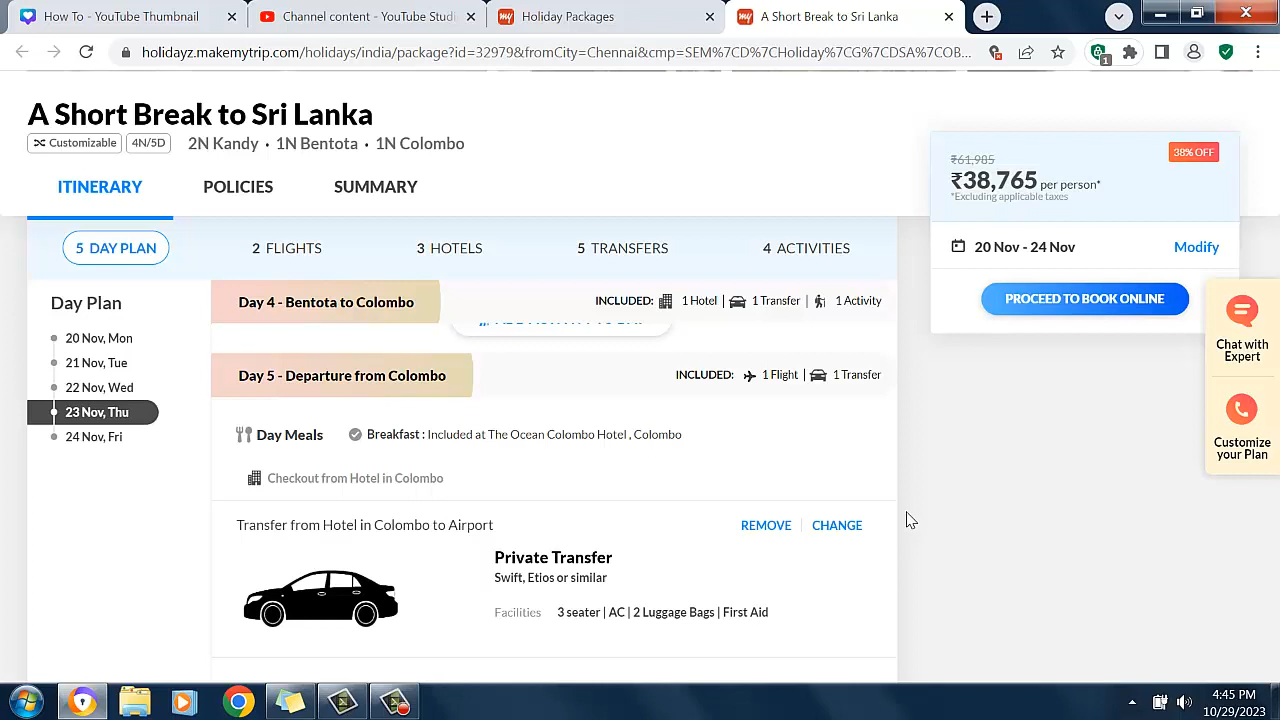 How To - YouTube Thumbnail
Channel content - YouTube Stud
my Holiday Packages
my A Short Break to Sri Lanka
holidayz.makemytrip.com/holidays/india/package?id=32979&fromCity=Chennai&cmp=SEM%7CD%7CHoliday%7CG%7CDSA%7COB...
1
A Short Break to Sri Lanka
Customizable 4N/5D 2N Kandy • 1N Bentota • 1N Colombo
ITINERARY POLICIES SUMMARY
₹61,985 38% OFF
₹38,765 per person*
*Excluding applicable taxes
20 Nov - 24 Nov Modify
PROCEED TO BOOK ONLINE
5 DAY PLAN 2 FLIGHTS 3 HOTELS 5 TRANSFERS 4 ACTIVITIES
Day Plan
20 Nov, Mon
21 Nov, Tue
22 Nov, Wed
23 Nov, Thu
24 Nov, Fri
Day 4 - Bentota to Colombo INCLUDED: 1 Hotel | 1 Transfer | 1 Activity
Day 5 - Departure from Colombo INCLUDED: 1 Flight | 1 Transfer
Day Meals Breakfast : Included at The Ocean Colombo Hotel , Colombo
Checkout from Hotel in Colombo
Transfer from Hotel in Colombo to Airport REMOVE | CHANGE
Private Transfer
Swift, Etios or similar
Facilities 3 seater | AC | 2 Luggage Bags | First Aid
Chat with
Expert
Customize
your Plan
4:45 PM
10/29/2023